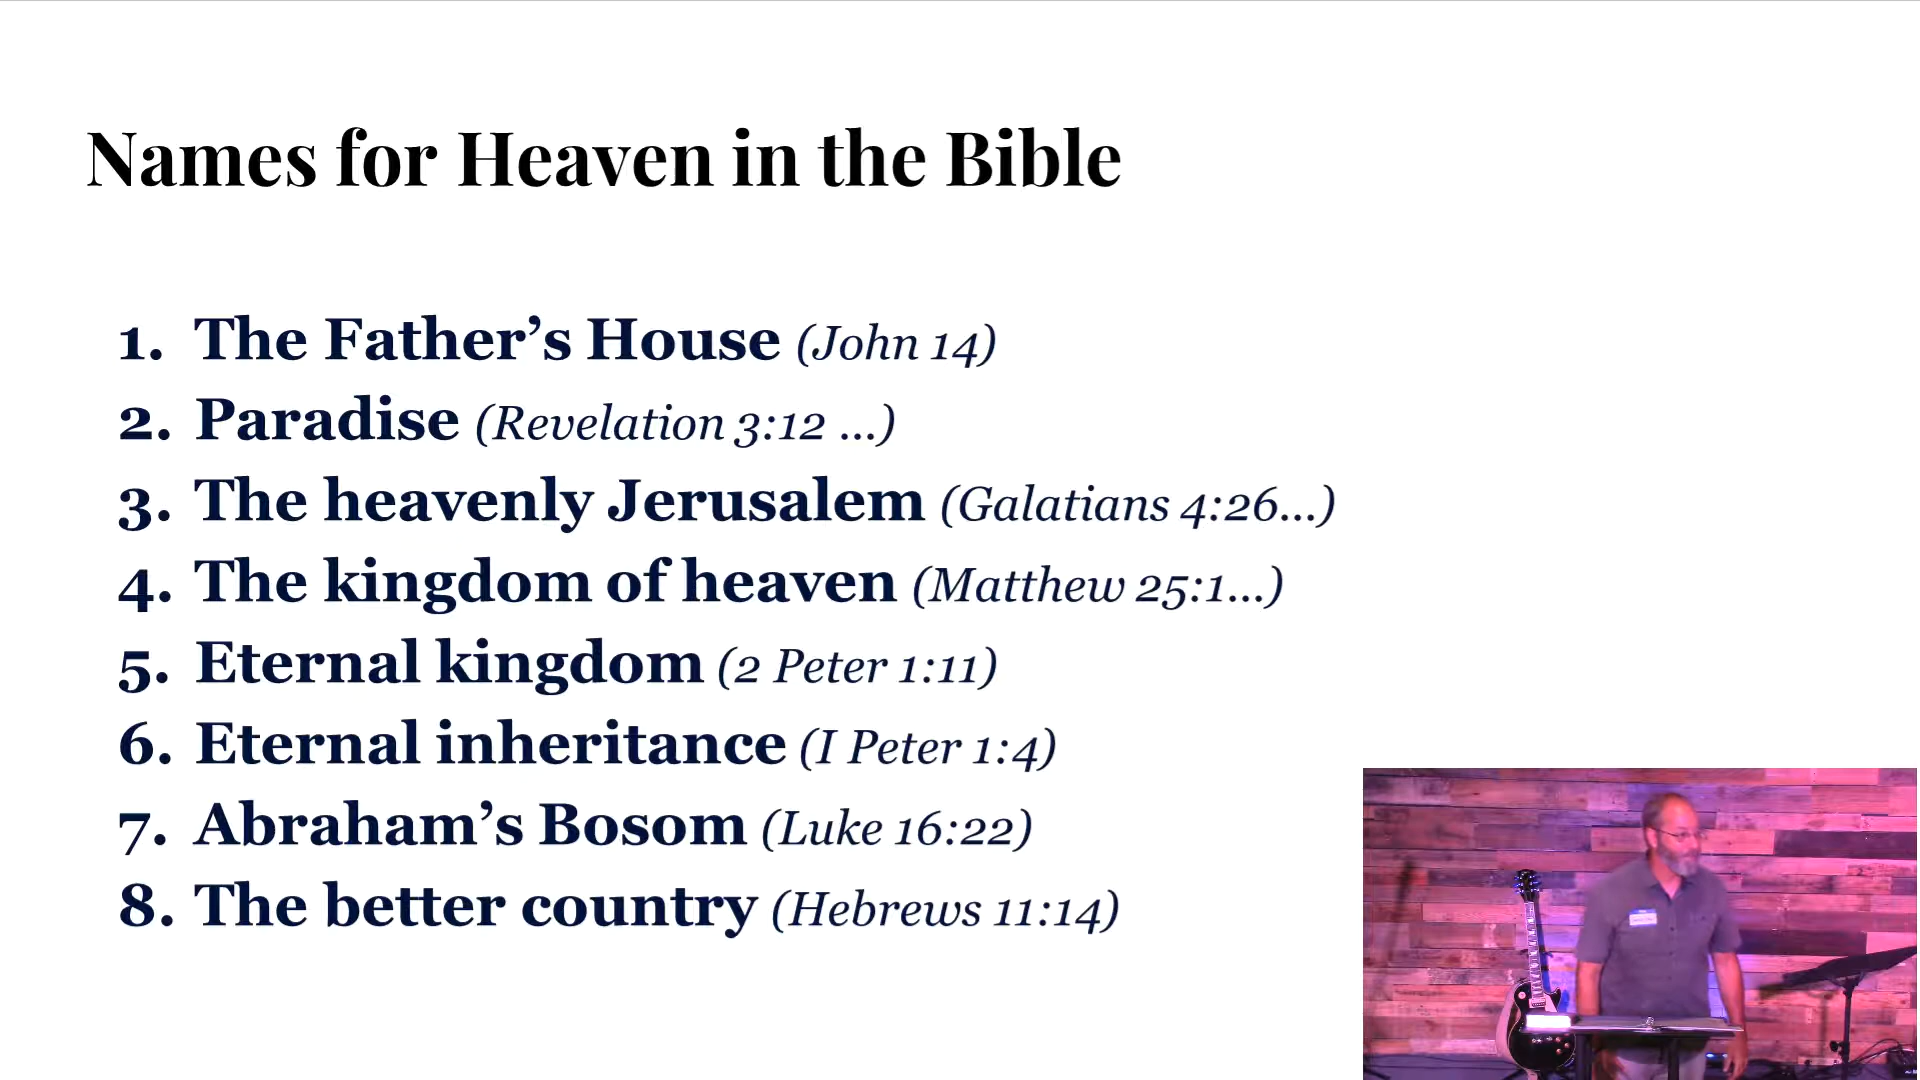 Names for Heaven in the Bible
1. The Father’s House (John 14)
2. Paradise (Revelation 3:12 ...)
3. The heavenly Jerusalem (Galatians 4:26...)
4. The kingdom of heaven (Matthew 25:1...)
5. Eternal kingdom (2 Peter 1:11)
6. Eternal inheritance (I Peter 1:4)
7. Abraham’s Bosom (Luke 16:22)
8. The better country (Hebrews 11:14)